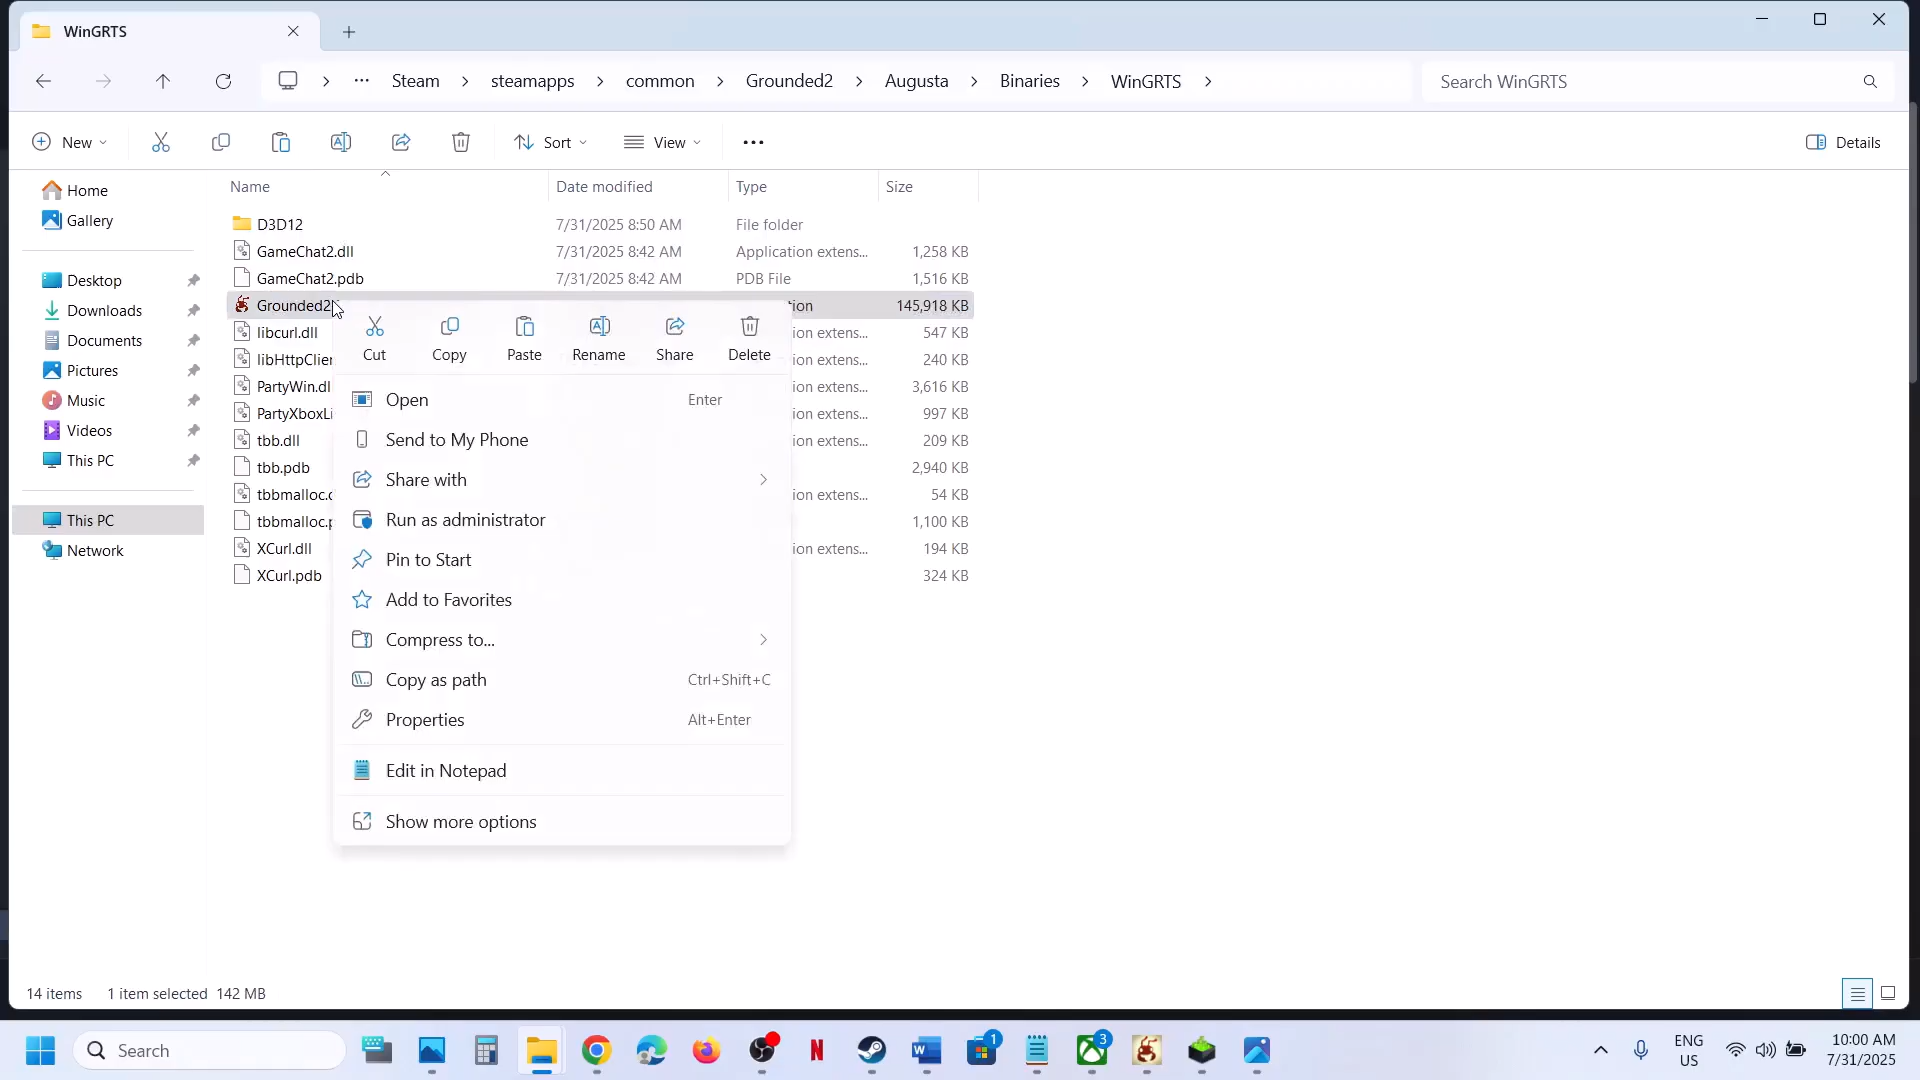 WinGRTS
Steam
steamapps
common
Grounded2
Augusta
Binaries
WinGRTS
Search WinGRTS
New
Sort
View
Details
Name Date modified Type Size
Home
Gallery
Desktop
Downloads
Documents
Pictures
Music
Videos
This PC
This PC
Network
D3D12 7/31/2025 8:50 AM File folder
GameChat2.dll 7/31/2025 8:42 AM Application extens... 1,258 KB
GameChat2.pdb 7/31/2025 8:42 AM PDB File 1,516 KB
Grounded2 tion 145,918 KB
libcurl.dll ion extens... 547 KB
libHttpClier ion extens... 240 KB
PartyWin.dl ion extens... 3,616 KB
PartyXboxLi ion extens... 997 KB
tbb.dll ion extens... 209 KB
tbb.pdb 2,940 KB
tbbmalloc.c ion extens... 54 KB
tbbmalloc.p 1,100 KB
XCurl.dll ion extens... 194 KB
XCurl.pdb 324 KB
Cut
Copy
Paste
Rename
Share
Delete
Open Enter
Send to My Phone
Share with
Run as administrator
Pin to Start
Add to Favorites
Compress to...
Copy as path Ctrl+Shift+C
Properties Alt+Enter
Edit in Notepad
Show more options
14 items 1 item selected 142 MB
Search
1
3
ENG
US
10:00 AM
7/31/2025